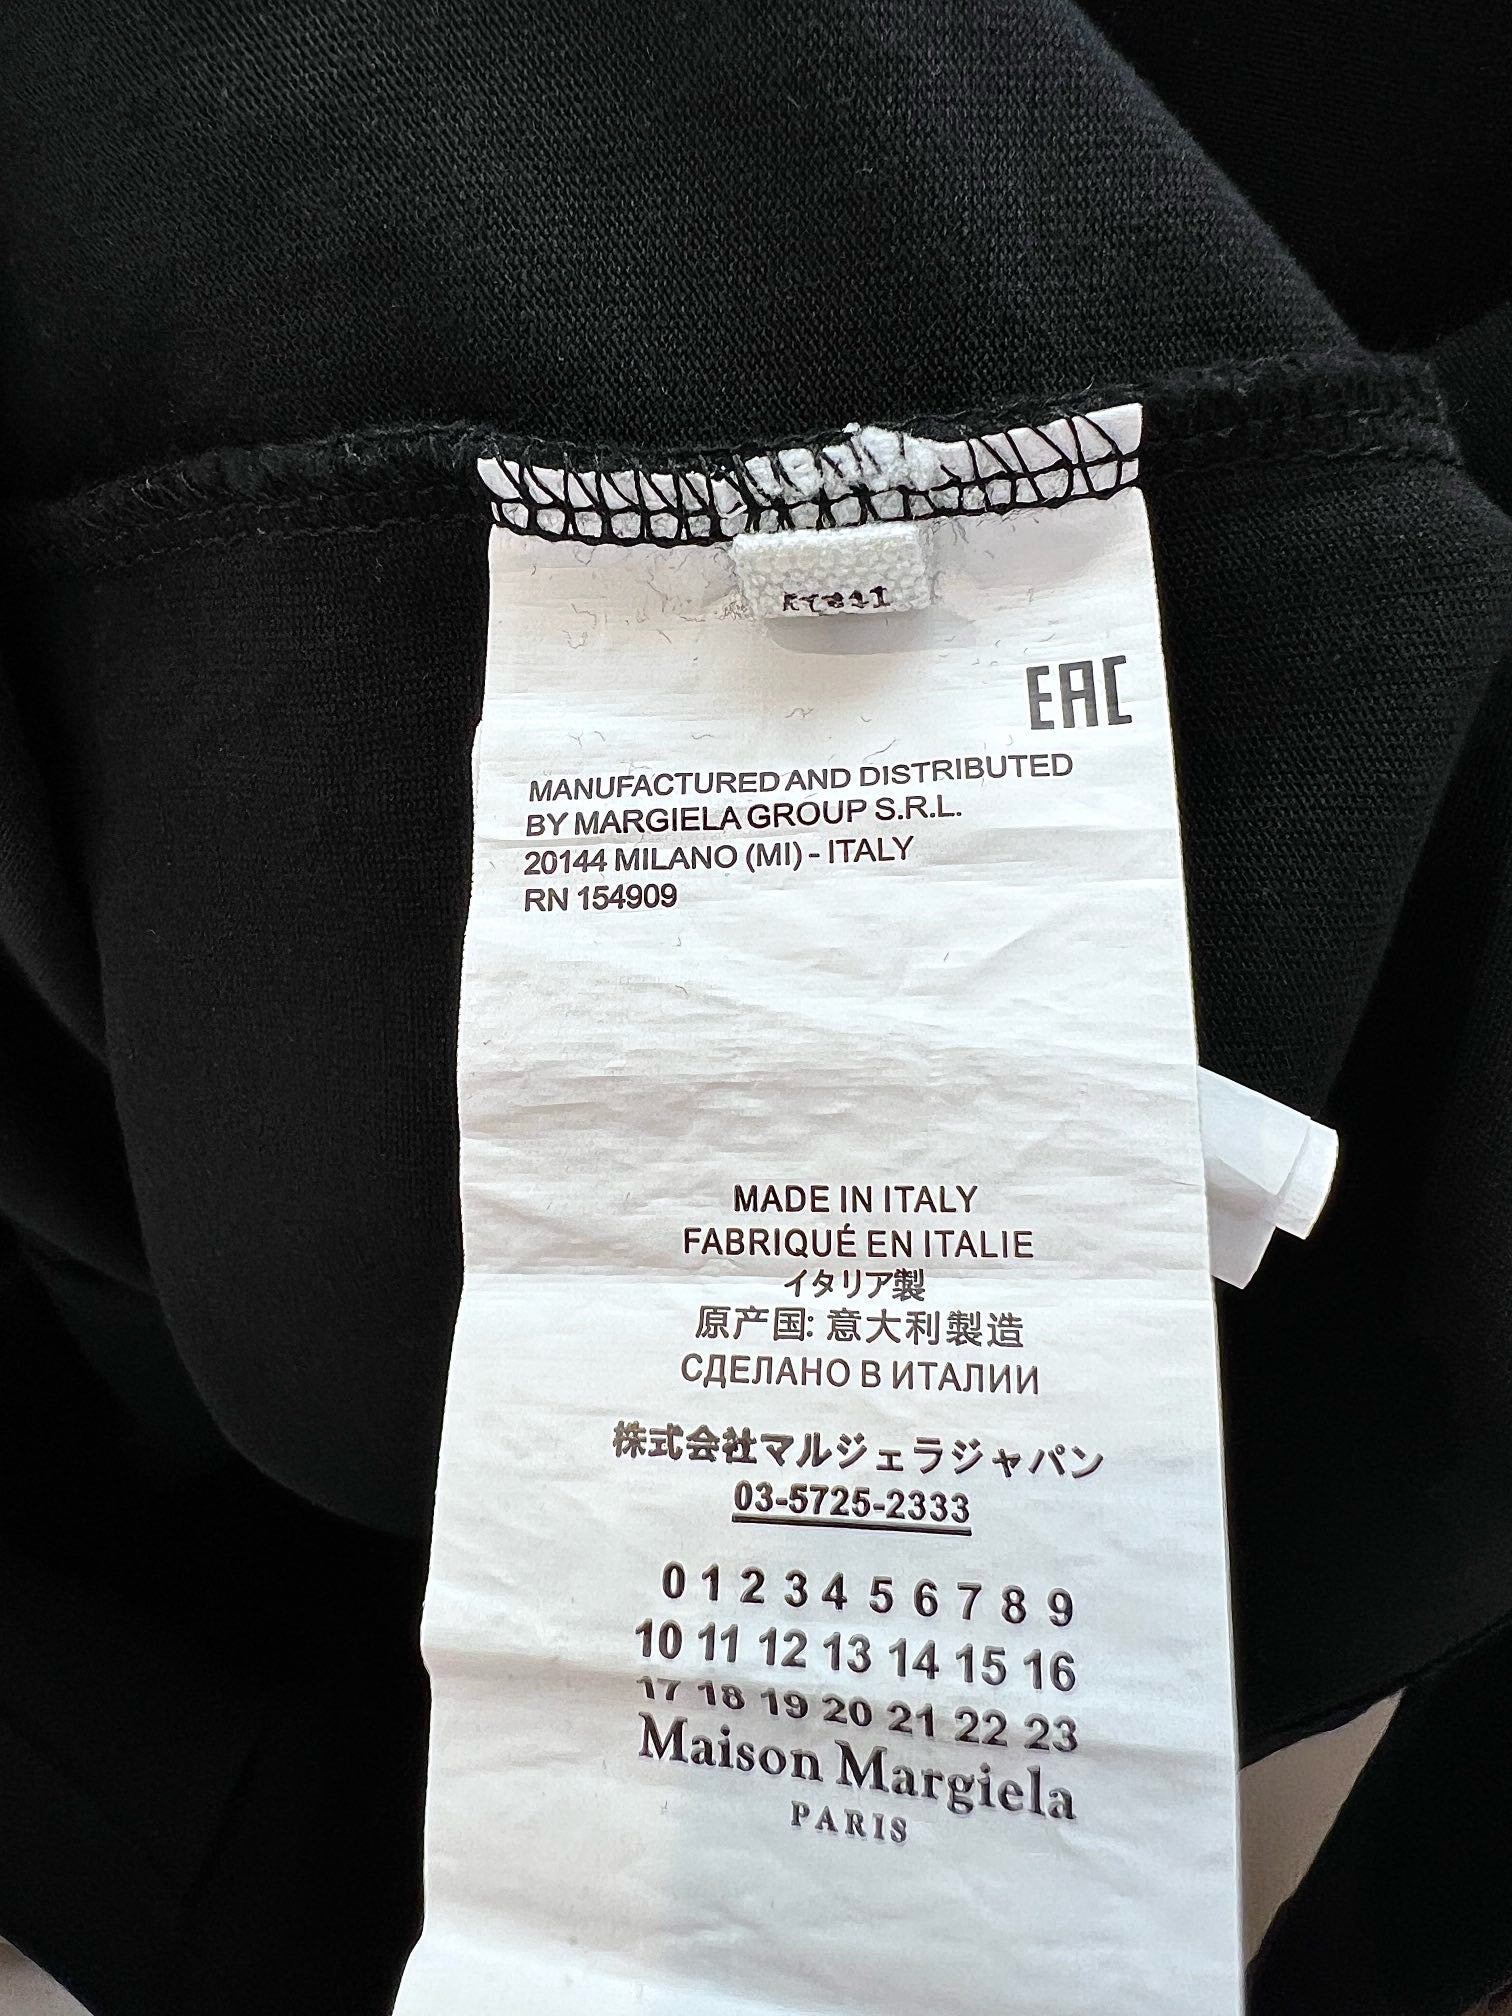 EAC
MANUFACTURED AND DISTRIBUTED
BY MARGIELA GROUP S.R.L.
20144 MILANO (MI) - ITALY
RN 154909
MADE IN ITALY
FABRIQUÉ EN ITALIE
イタリア製
原产国: 意大利製造
СДЕЛАНО В ИТАЛИИ
株式会社マルジェラジャパン
03-5725-2333
0 1 2 3 4 5 6 7 8 9
10 11 12 13 14 15 16
17 18 19 20 21 22 23
Maison Margiela
PARIS